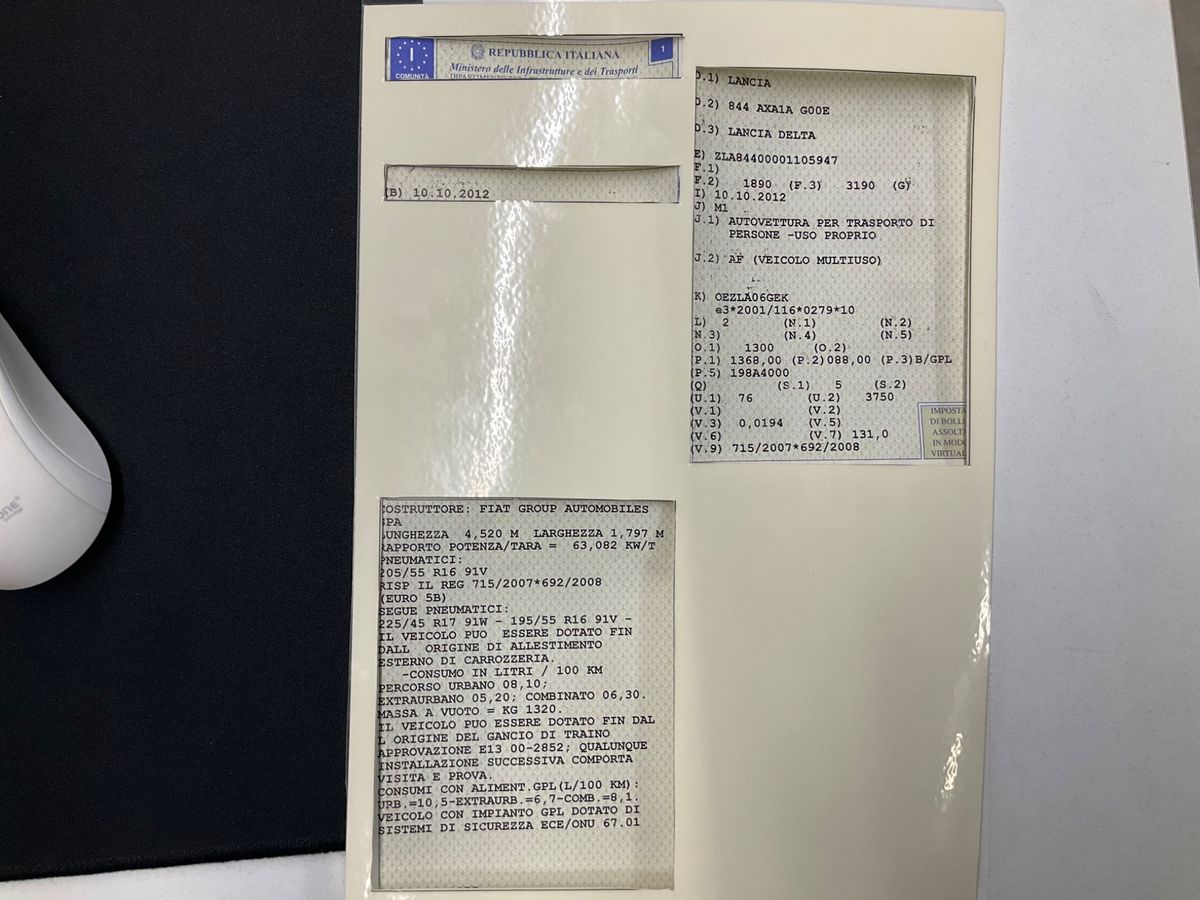 I
COMUNITÀ
REPUBBLICA ITALIANA
1
Ministero delle Infrastrutture e dei Trasporti
(B) 10.10.2012
D.1) LANCIA
D.2) 844 AXA1A G00E
D.3) LANCIA DELTA
E) ZLA84400001105947
F.1)
F.2) 1890 (F.3) 3190 (G)
I) 10.10.2012
J) M1
J.1) AUTOVETTURA PER TRASPORTO DI
PERSONE -USO PROPRIO
J.2) AF (VEICOLO MULTIUSO)
K) OEZLA06GEK
e3*2001/116*0279*10
L) 2 (N.1) (N.2)
N.3) (N.4) (N.5)
O.1) 1300 (O.2)
(P.1) 1368,00 (P.2)088,00 (P.3)B/GPL
(P.5) 198A4000
(Q) (S.1) 5 (S.2)
(U.1) 76 (U.2) 3750
(V.1) (V.2)
(V.3) 0,0194 (V.5)
(V.6) (V.7) 131,0
(V.9) 715/2007*692/2008
IMPOSTA
DI BOLL
ASSOLT
IN MOD
VIRTUAL
COSTRUTTORE: FIAT GROUP AUTOMOBILES
SPA
LUNGHEZZA 4,520 M LARGHEZZA 1,797 M
RAPPORTO POTENZA/TARA = 63,082 KW/T
PNEUMATICI:
205/55 R16 91V
RISP IL REG 715/2007*692/2008
(EURO 5B)
SEGUE PNEUMATICI:
225/45 R17 91W - 195/55 R16 91V -
IL VEICOLO PUO ESSERE DOTATO FIN
DALL ORIGINE DI ALLESTIMENTO
ESTERNO DI CARROZZERIA.
-CONSUMO IN LITRI / 100 KM
PERCORSO URBANO 08,10;
EXTRAURBANO 05,20; COMBINATO 06,30.
MASSA A VUOTO = KG 1320.
IL VEICOLO PUO ESSERE DOTATO FIN DAL
L ORIGINE DEL GANCIO DI TRAINO
APPROVAZIONE E13 00-2852; QUALUNQUE
INSTALLAZIONE SUCCESSIVA COMPORTA
VISITA E PROVA.
CONSUMI CON ALIMENT.GPL(L/100 KM):
URB.=10,5-EXTRAURB.=6,7-COMB.=8,1.
VEICOLO CON IMPIANTO GPL DOTATO DI
SISTEMI DI SICUREZZA ECE/ONU 67.01